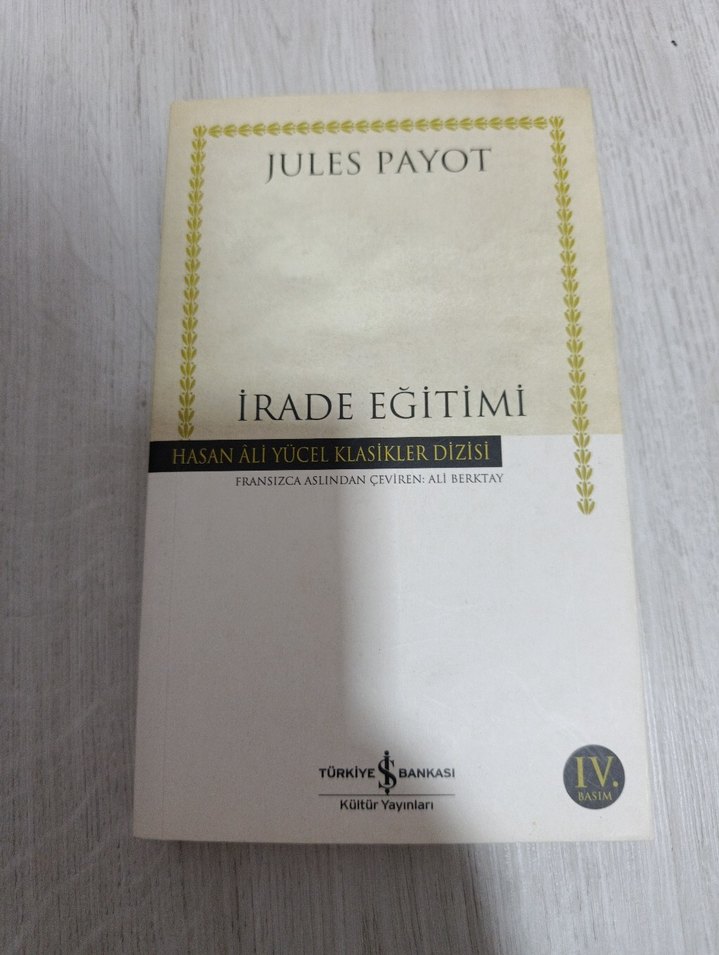 JULES PAYOT
İRADE EĞİTİMİ
HASAN ÂLİ YÜCEL KLASİKLER DİZİSİ
FRANSIZCA ASLINDAN ÇEVİREN: ALİ BERKTAY
TÜRKİYE İŞ BANKASI
Kültür Yayınları
IV.
BASIM